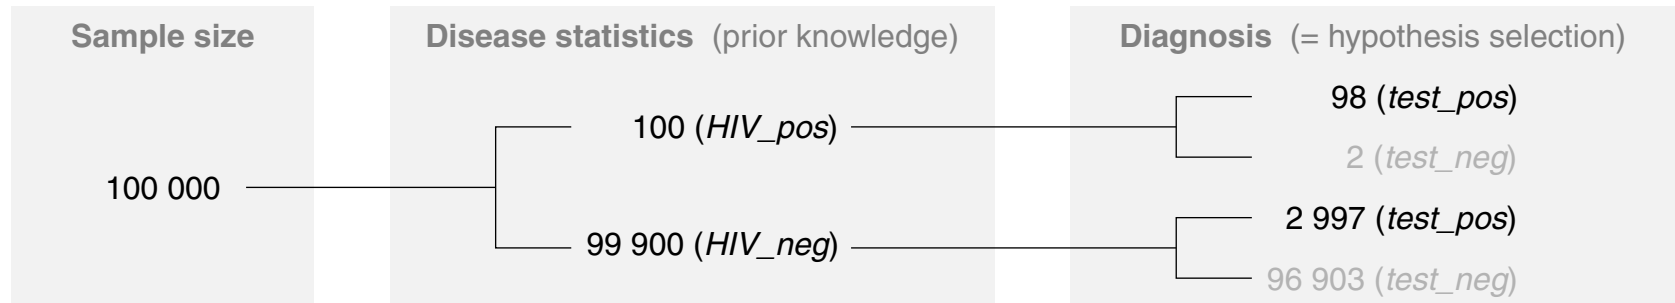 Sample size
Disease statistics (prior knowledge)
Diagnosis (= hypothesis selection)
100 000
100 (HIV_pos)
99 900 (HIV_neg)
98 (test_pos)
2 (test_neg)
2 997 (test_pos)
96 903 (test_neg)